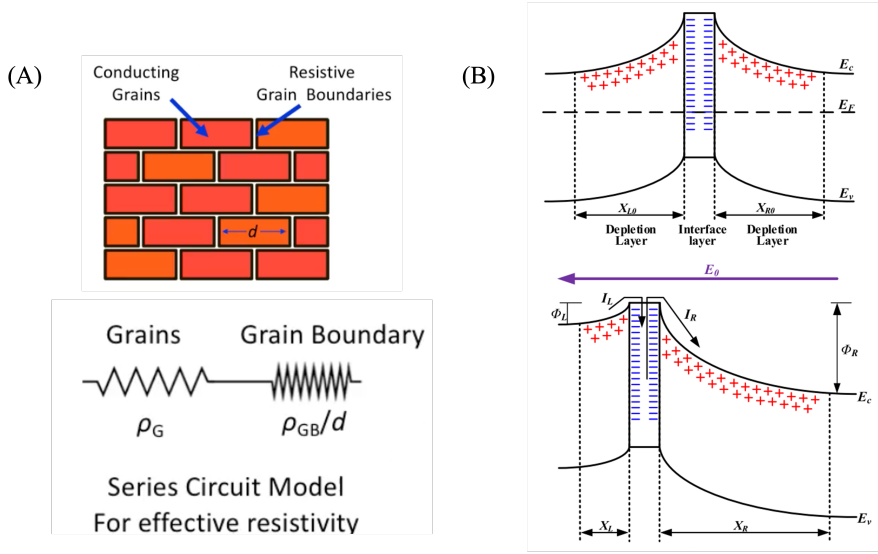 (A)
Conducting
Grains
Resistive
Grain Boundaries
d
Grains
Grain Boundary
ρG
ρGB/d
Series Circuit Model
For effective resistivity
(B)
Ec
EF
Ev
XL0
XR0
Depletion
Layer
Interface
layer
Depletion
Layer
E0
ΦL
IL
IR
ΦR
Ec
XL
XR
Ev